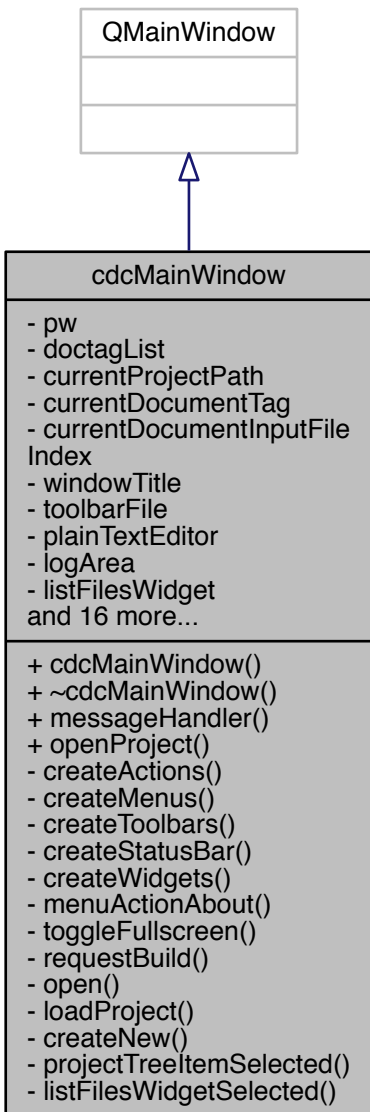 QMainWindow
cdcMainWindow
- pw
- doctagList
- currentProjectPath
- currentDocumentTag
- currentDocumentInputFile
Index
- windowTitle
- toolbarFile
- plainTextEditor
- logArea
- listFilesWidget
and 16 more...
+ cdcMainWindow()
+ ~cdcMainWindow()
+ messageHandler()
+ openProject()
- createActions()
- createMenus()
- createToolbars()
- createStatusBar()
- createWidgets()
- menuActionAbout()
- toggleFullscreen()
- requestBuild()
- open()
- loadProject()
- createNew()
- projectTreeItemSelected()
- listFilesWidgetSelected()